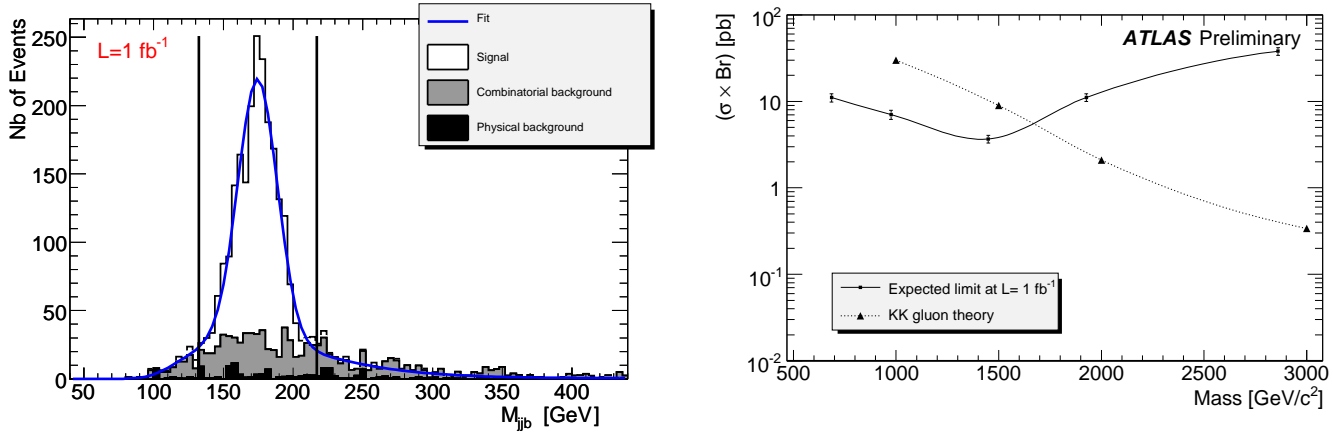 L=1 fb⁻¹
Fit
Signal
Combinatorial background
Physical background
Nb of Events
250
200
150
100
50
0
50 100 150 200 250 300 350 400
M_jjb [GeV]
ATLAS Preliminary
(σ × Br) [pb]
10²
10
1
10⁻¹
10⁻²
Expected limit at L= 1 fb⁻¹
KK gluon theory
500 1000 1500 2000 2500 3000
Mass [GeV/c²]